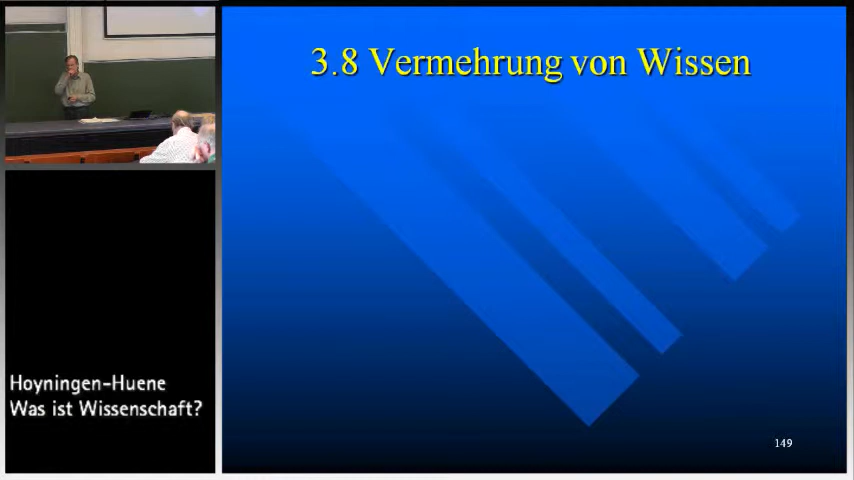 3.8 Vermehrung von Wissen
Hoyningen-Huene
Was ist Wissenschaft?
149